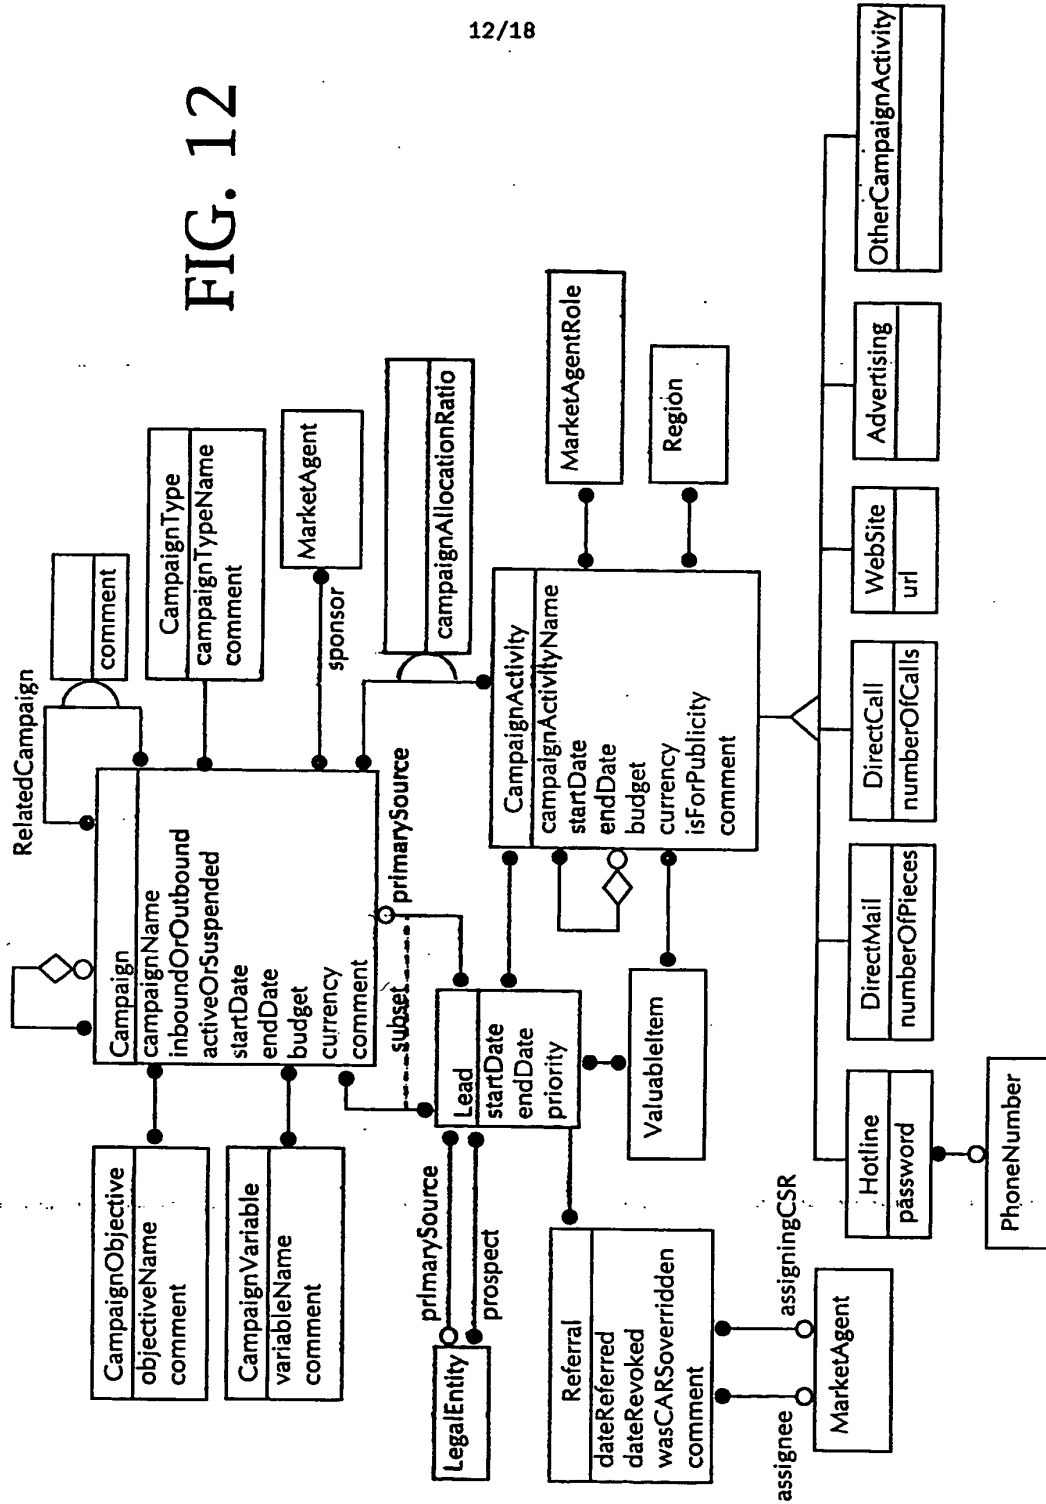 12/18
FIG. 12
RelatedCampaign
comment
Campaign
campaignName
inboundOrOutbound
activeOrSuspended
startDate
endDate
budget
currency
comment
CampaignType
campaignTypeName
comment
MarketAgent
sponsor
campaignAllocationRatio
CampaignObjective
objectiveName
comment
CampaignVariable
variableName
comment
primarySource
subset
Lead
startDate
endDate
priority
LegalEntity
primarySource
prospect
ValuableItem
CampaignActivity
campaignActivityName
startDate
endDate
budget
currency
isForPublicity
comment
MarketAgentRole
Region
Referral
dateReferred
dateRevoked
wasCARSoverridden
comment
assignee
assigningCSR
MarketAgent
Hotline
password
PhoneNumber
DirectMail
numberOfPieces
DirectCall
numberOfCalls
WebSite
url
Advertising
OtherCampaignActivity